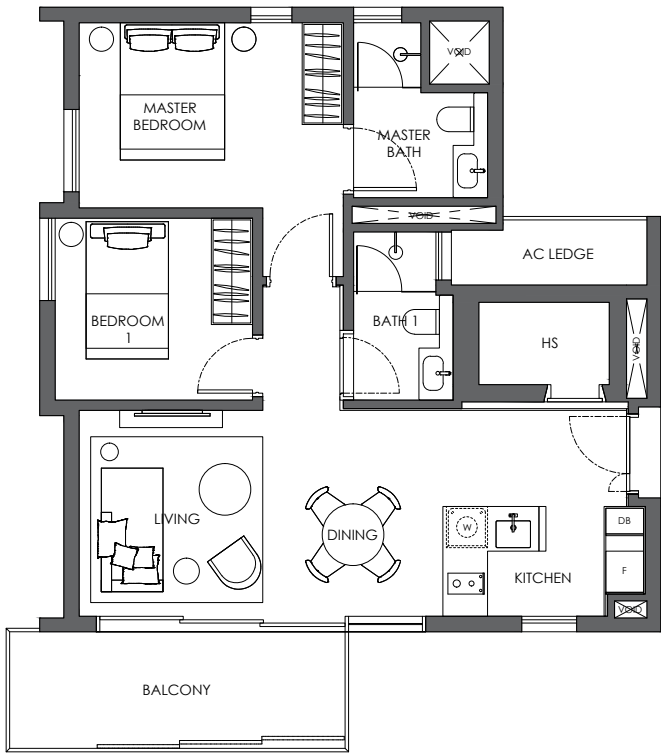 VOID
MASTER
BEDROOM
MASTER
BATH
VOID
AC LEDGE
BEDROOM
1
BATH 1
HS
VOID
LIVING
DINING
W
DB
F
KITCHEN
VOID
BALCONY